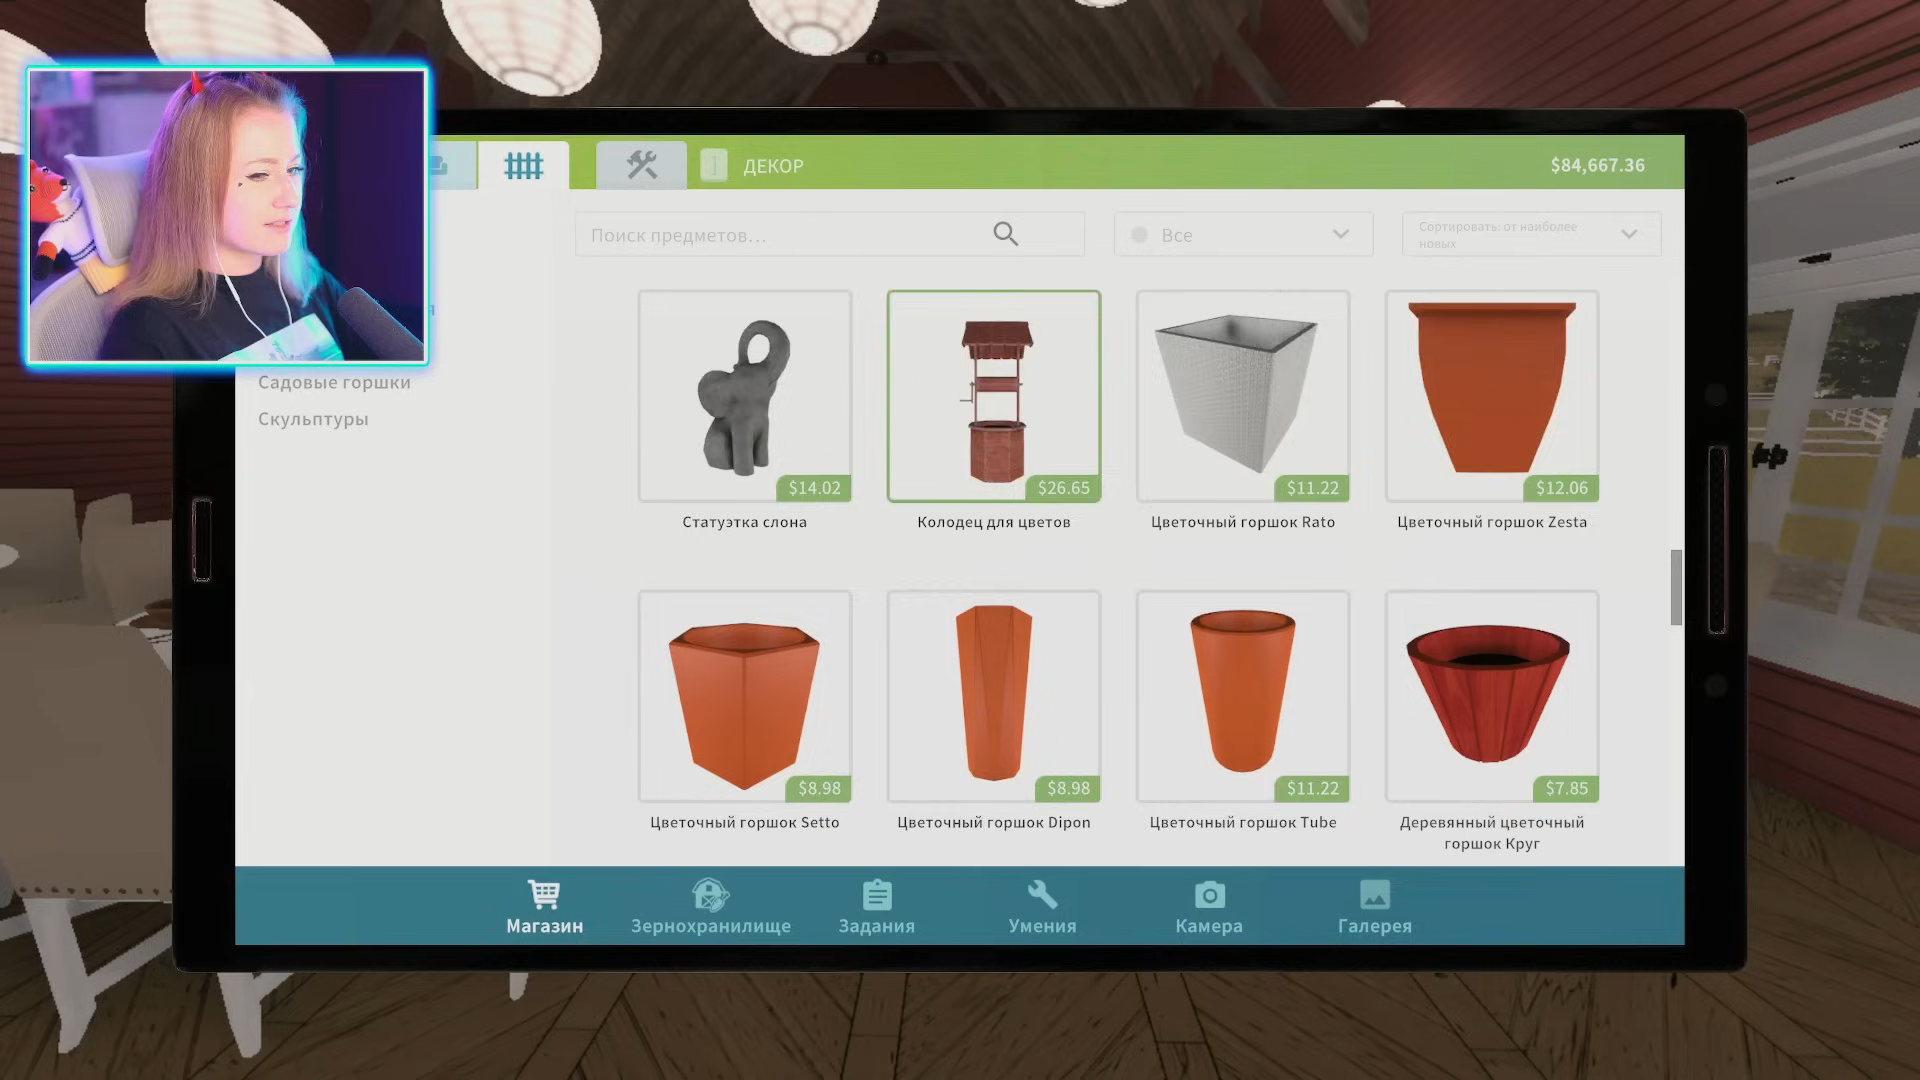 ДЕКОР
$84,667.36
Поиск предметов...
Все
Сортировать: от наиболее
новых
Садовые горшки
Скульптуры
$14.02
$26.65
$11.22
$12.06
Статуэтка слона
Колодец для цветов
Цветочный горшок Rato
Цветочный горшок Zesta
$8.98
$8.98
$11.22
$7.85
Цветочный горшок Setto
Цветочный горшок Dipon
Цветочный горшок Tube
Деревянный цветочный
горшок Круг
Магазин
Зернохранилище
Задания
Умения
Камера
Галерея